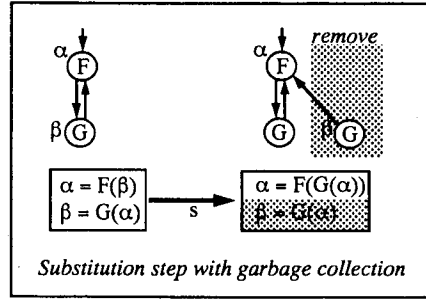 remove
α F
α F
β G
G β G
α = F(β)
β = G(α)
s
α = F(G(α))
β = G(α)
Substitution step with garbage collection